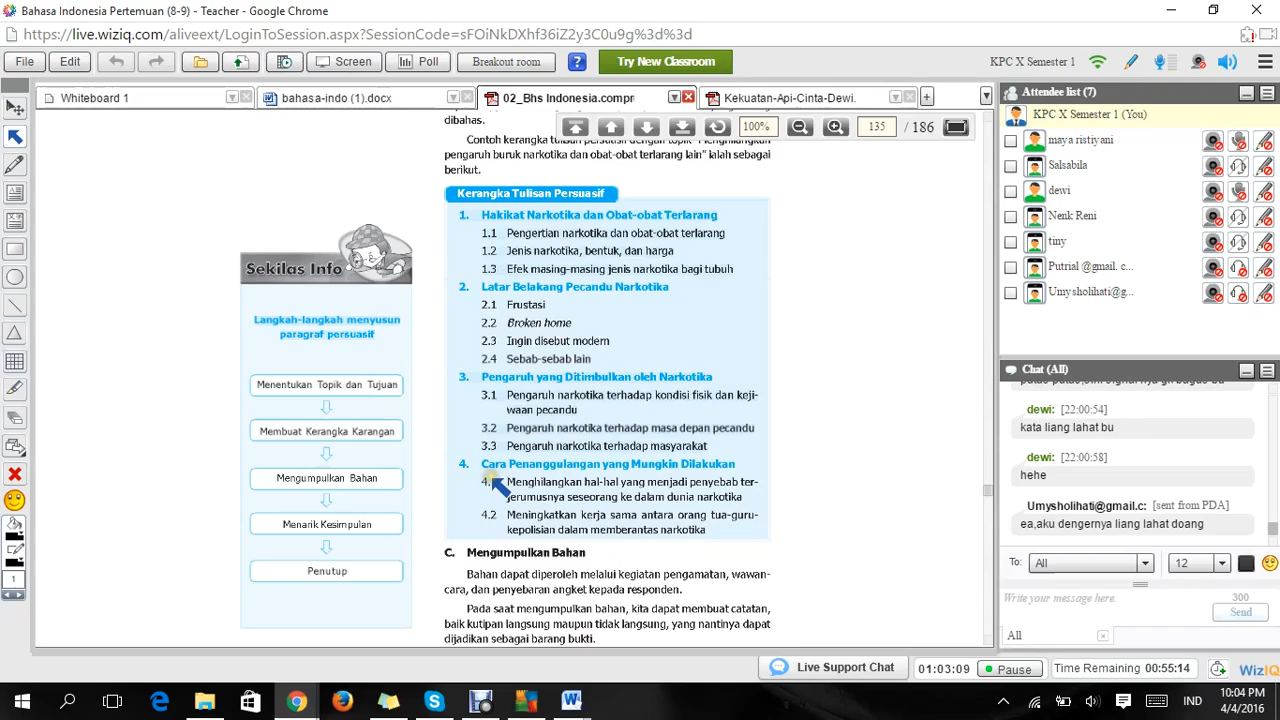 Bahasa Indonesia Pertemuan (8-9) - Teacher - Google Chrome
https://live.wiziq.com/aliveext/LoginToSession.aspx?SessionCode=sFOiNkDXhf36iZ2y3C0u9g%3d%3d
File Edit Screen Poll Breakout room ? Try New Classroom KPC X Semester 1
Whiteboard 1 bahasa-indo (1).docx 02_Bhs Indonesia.compre Kekuatan-Api-Cinta-Dewi.
100% 135 / 186
dibahas.
Contoh kerangka tulisan persuasi dengan topik "Menghilangkan
pengaruh buruk narkotika dan obat-obat terlarang lain" ialah sebagai
berikut.
Kerangka Tulisan Persuasif
1. Hakikat Narkotika dan Obat-obat Terlarang
1.1 Pengertian narkotika dan obat-obat terlarang
1.2 Jenis narkotika, bentuk, dan harga
1.3 Efek masing-masing jenis narkotika bagi tubuh
2. Latar Belakang Pecandu Narkotika
2.1 Frustasi
2.2 Broken home
2.3 Ingin disebut modern
2.4 Sebab-sebab lain
3. Pengaruh yang Ditimbulkan oleh Narkotika
3.1 Pengaruh narkotika terhadap kondisi fisik dan keji-
waan pecandu
3.2 Pengaruh narkotika terhadap masa depan pecandu
3.3 Pengaruh narkotika terhadap masyarakat
4. Cara Penanggulangan yang Mungkin Dilakukan
Menghilangkan hal-hal yang menjadi penyebab ter-
jerumusnya seseorang ke dalam dunia narkotika
4.2 Meningkatkan kerja sama antara orang tua-guru-
kepolisian dalam memberantas narkotika
C. Mengumpulkan Bahan
Bahan dapat diperoleh melalui kegiatan pengamatan, wawan-
cara, dan penyebaran angket kepada responden.
Pada saat mengumpulkan bahan, kita dapat membuat catatan,
baik kutipan langsung maupun tidak langsung, yang nantinya dapat
dijadikan sebagai barang bukti.
Sekilas Info
Langkah-langkah menyusun
paragraf persuasif
Menentukan Topik dan Tujuan
Membuat Kerangka Karangan
Mengumpulkan Bahan
Menarik Kesimpulan
Penutup
1
Attendee list (7)
KPC X Semester 1 (You)
maya ristiyani
Salsabila
dewi
Nenk Reni
tiny
Putrial @gmail. c...
Umysolihati@g...
Chat (All)
dewi: [22:00:54]
kata liang lahat bu
dewi: [22:00:58]
hehe
Umysholihati@gmail.c: [sent from PDA]
ea,aku dengernya liang lahat doang
To: All 12
Write your message here. 300
Send
All
Live Support Chat 01:03:09 Pause Time Remaining 00:55:14 WizIQ
IND 10:04 PM
4/4/2016